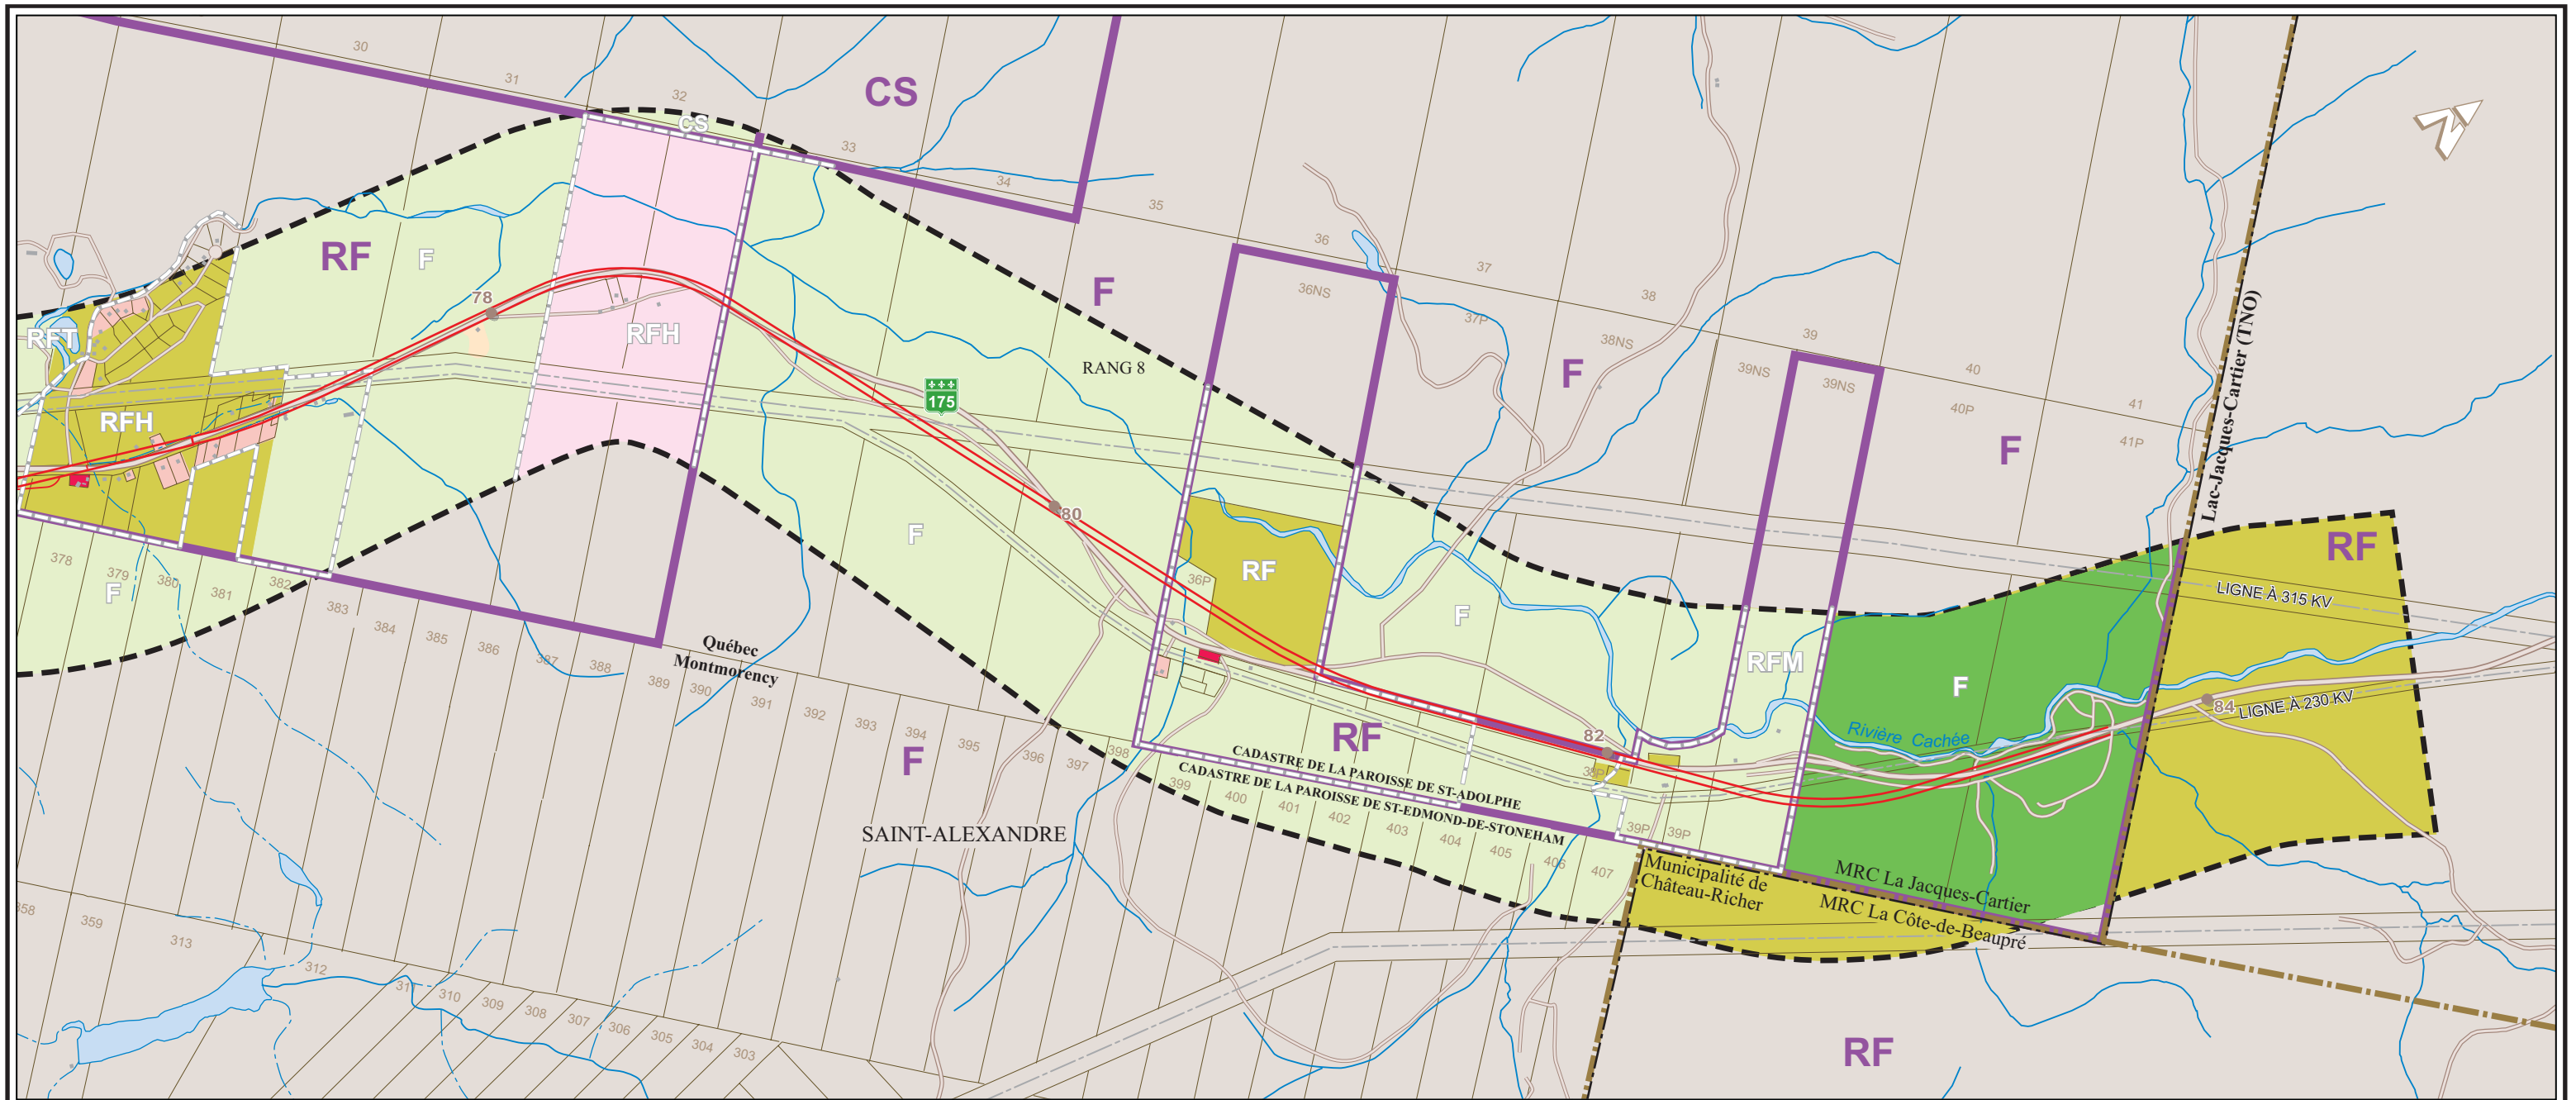 30
31
32
CS
CS
33
34
35
36
37
38
39
40
41
36NS
37P
38NS
39NS
39NS
40P
41P
RF
F
78
RFT
RFH
RFH
F
F
F
RANG 8
175
Lac-Jacques-Cartier (TNO)
80
F
36P
RF
F
RFM
F
RF
LIGNE À 315 KV
LIGNE À 230 KV
84
Rivière Cachée
82
38P
39P
39P
RF
CADASTRE DE LA PAROISSE DE ST-ADOLPHE
CADASTRE DE LA PAROISSE DE ST-EDMOND-DE-STONEHAM
378
379
380
381
382
383
384
385
386
387
388
F
Québec
Montmorency
389
390
391
392
393
394
395
396
397
398
399
400
401
402
403
404
405
406
407
F
SAINT-ALEXANDRE
Municipalité de
Château-Richer
MRC La Jacques-Cartier
MRC La Côte-de-Beaupré
RF
358
359
313
312
311
310
309
308
307
306
305
304
303